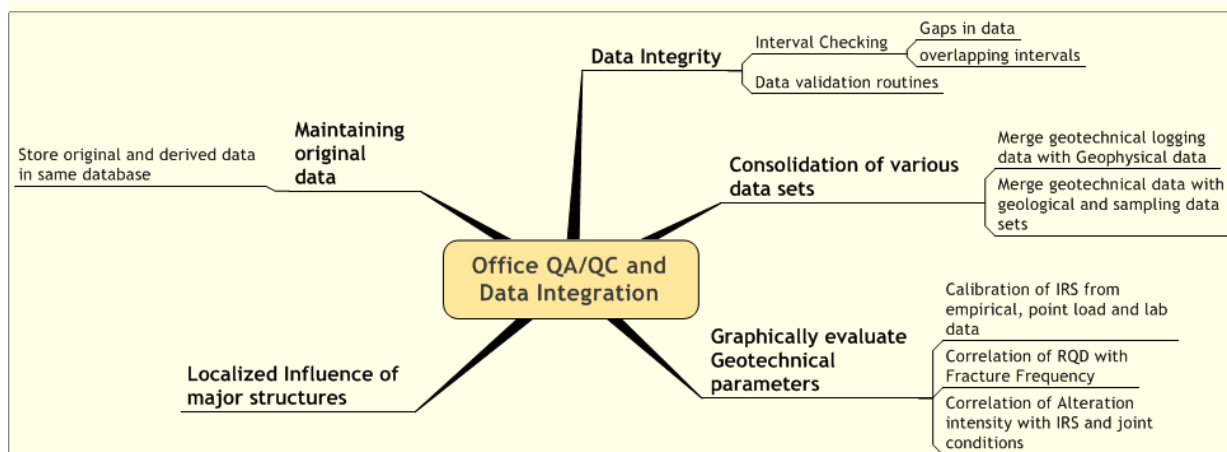 Gaps in data
Interval Checking
overlapping intervals
Data Integrity
Data validation routines
Maintaining
original
data
Store original and derived data
in same database
Consolidation of various
data sets
Merge geotechnical logging
data with Geophysical data
Merge geotechnical data with
geological and sampling data
sets
Office QA/QC and
Data Integration
Localized Influence of
major structures
Graphically evaluate
Geotechnical
parameters
Calibration of IRS from
empirical, point load and lab
data
Correlation of RQD with
Fracture Frequency
Correlation of Alteration
intensity with IRS and joint
conditions